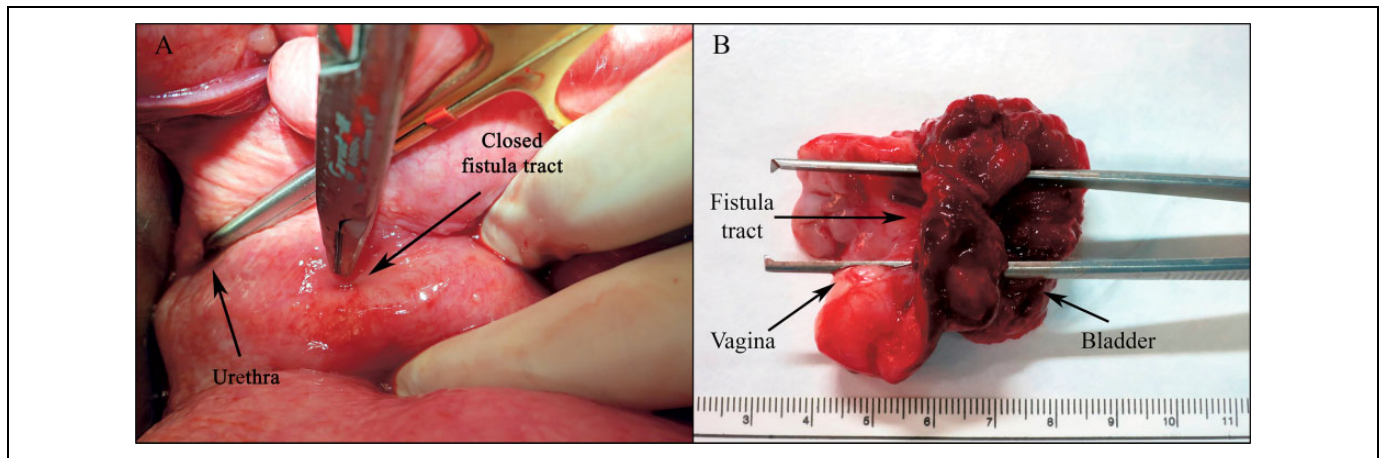 A
Closed
fistula tract
Urethra
B
Fistula
tract
Vagina
Bladder
3 4 5 6 7 8 9 10 11